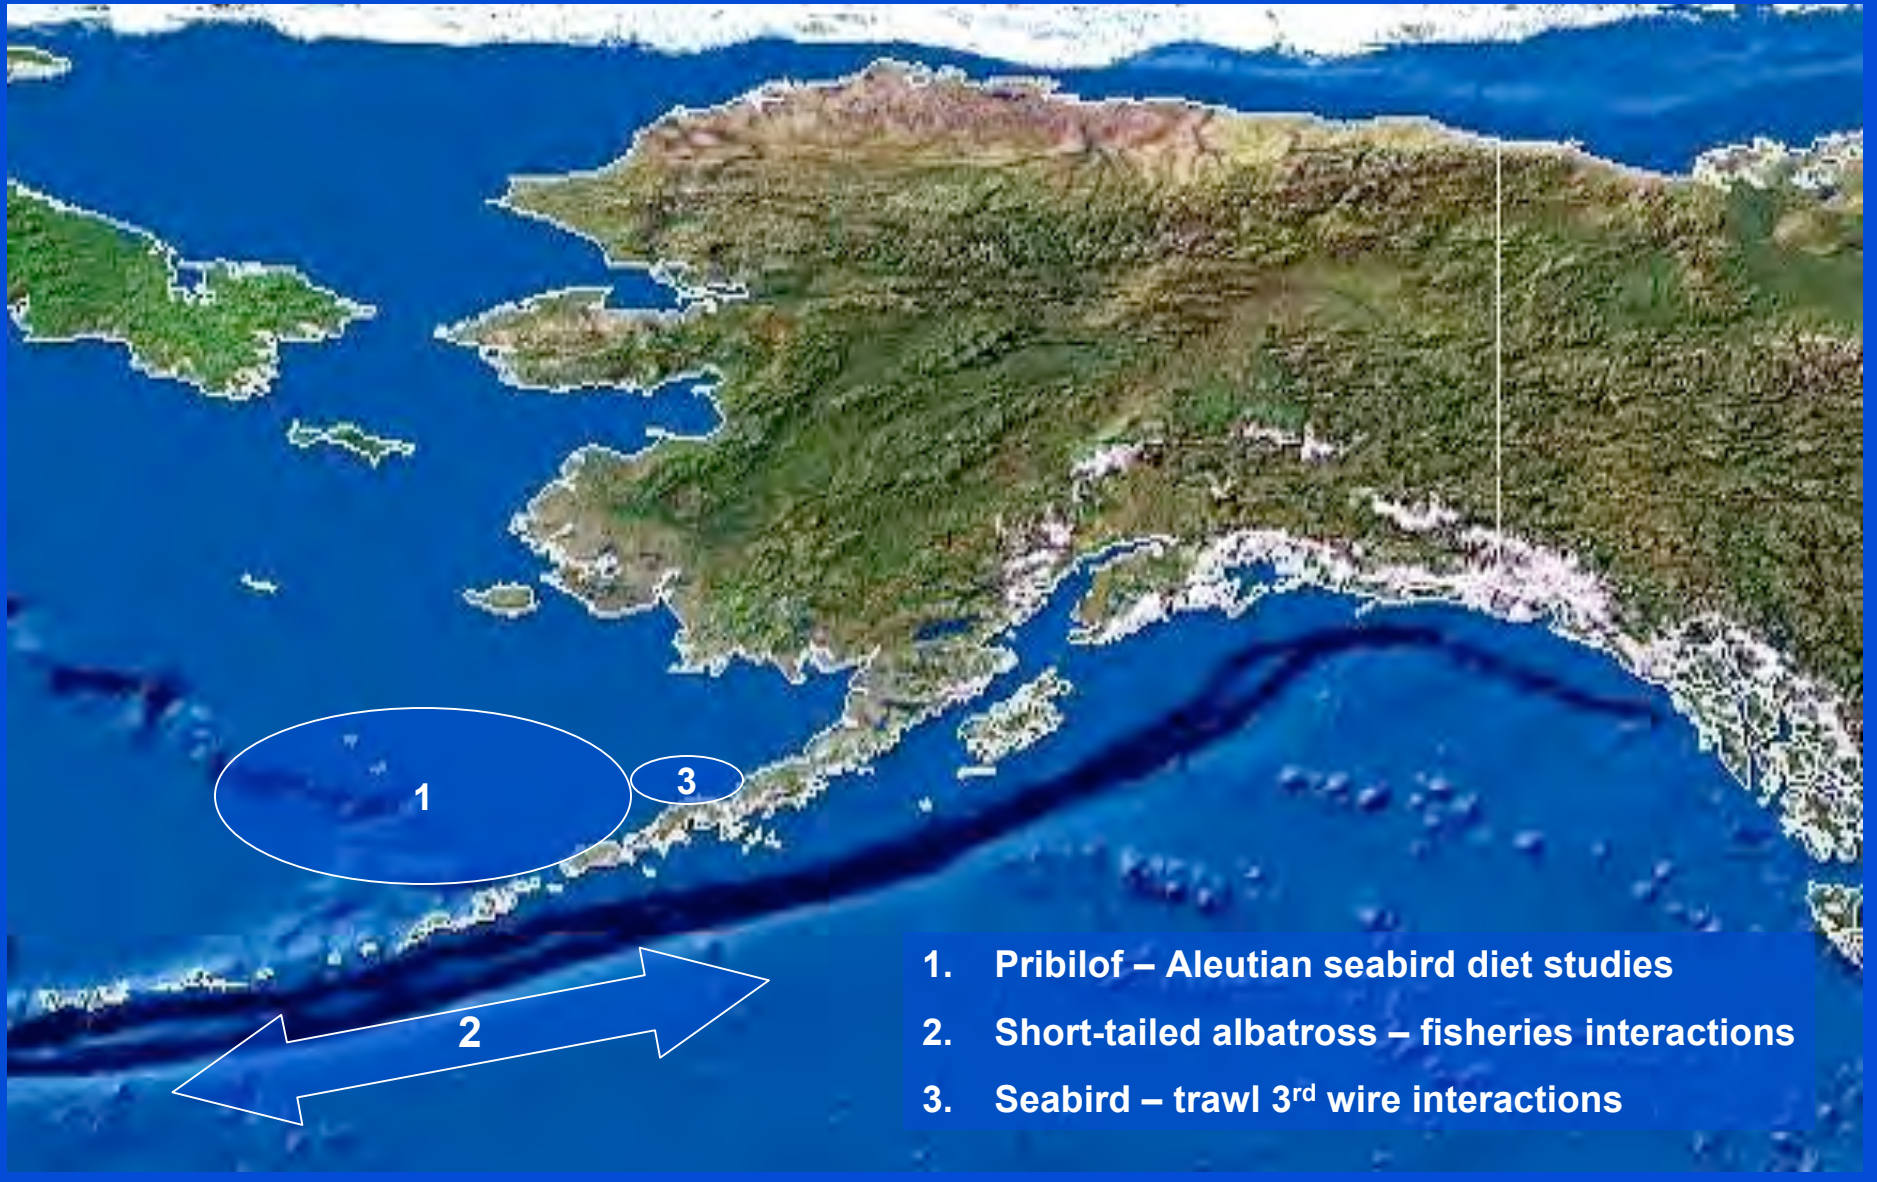 1
3
2
1. Pribilof – Aleutian seabird diet studies
2. Short-tailed albatross – fisheries interactions
3. Seabird – trawl 3rd wire interactions